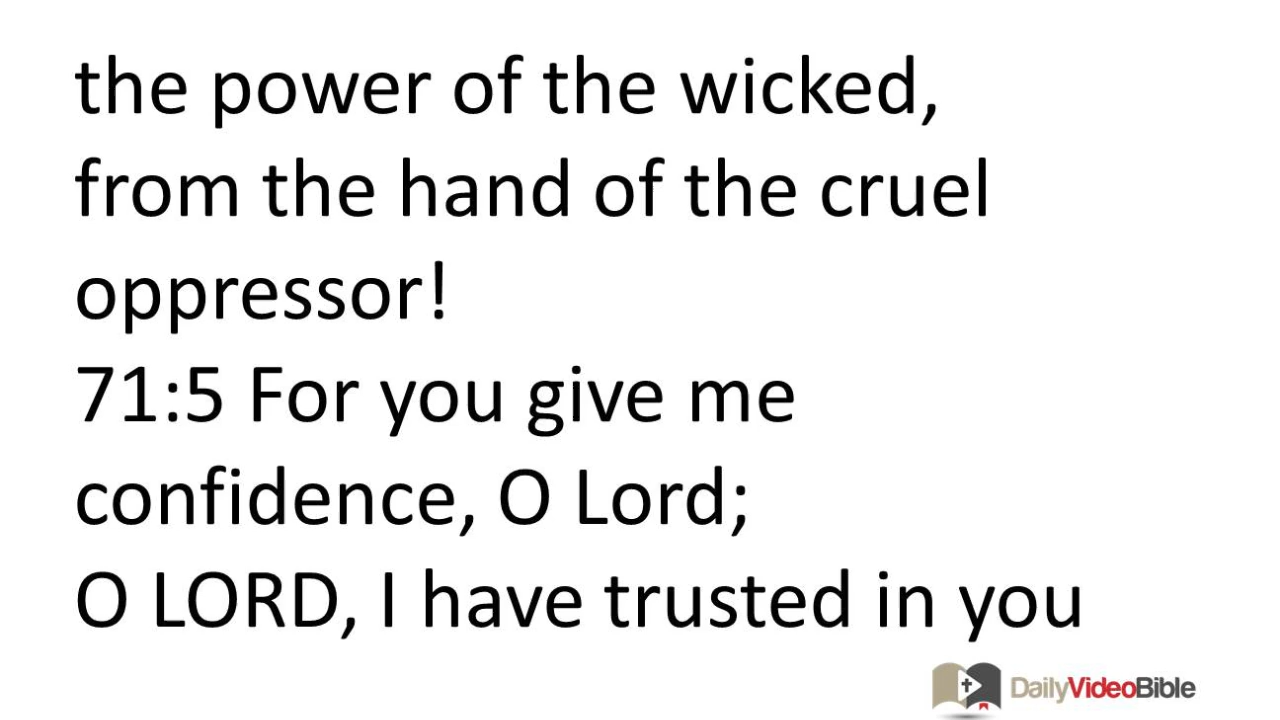 the power of the wicked,
from the hand of the cruel
oppressor!
71:5 For you give me
confidence, O Lord;
O LORD, I have trusted in you
DailyVideoBible